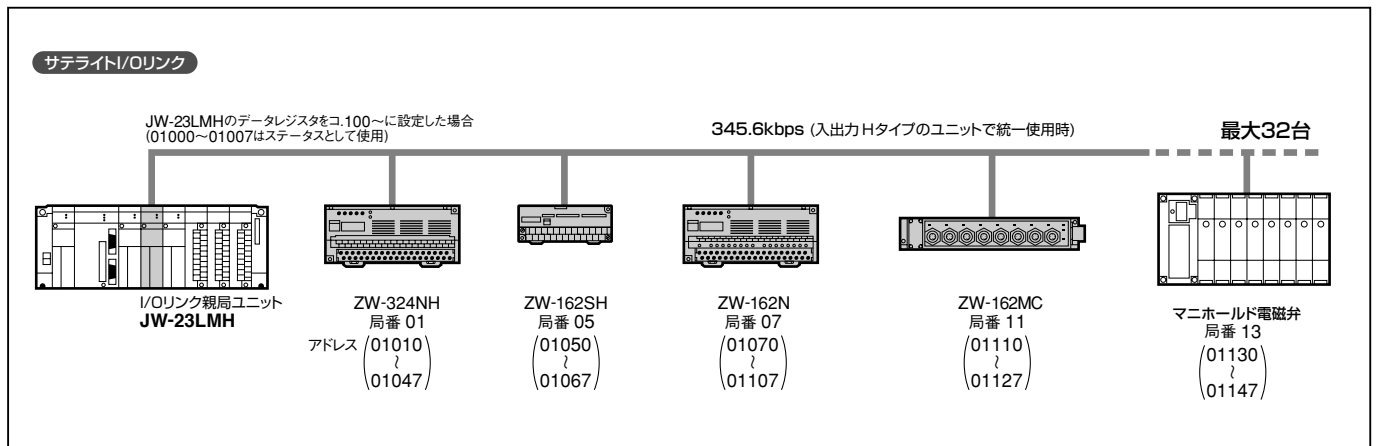 サテライトI/Oリンク
JW-23LMHのデータレジスタをコ.100～に設定した場合
(01000～01007はステータスとして使用)
345.6kbps (入出力Hタイプのユニットで統一使用時)
最大32台
I/Oリンク親局ユニット
JW-23LMH
ZW-324NH
局番 01
アドレス (01010
～
01047)
ZW-162SH
局番 05
(01050
～
01067)
ZW-162N
局番 07
(01070
～
01107)
ZW-162MC
局番 11
(01110
～
01127)
マニホールド電磁弁
局番 13
(01130
～
01147)